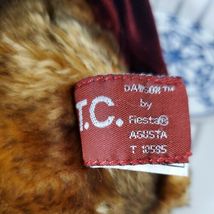 T.C.
DAWSON™
by
Fiesta®
AGUSTA
T 10595